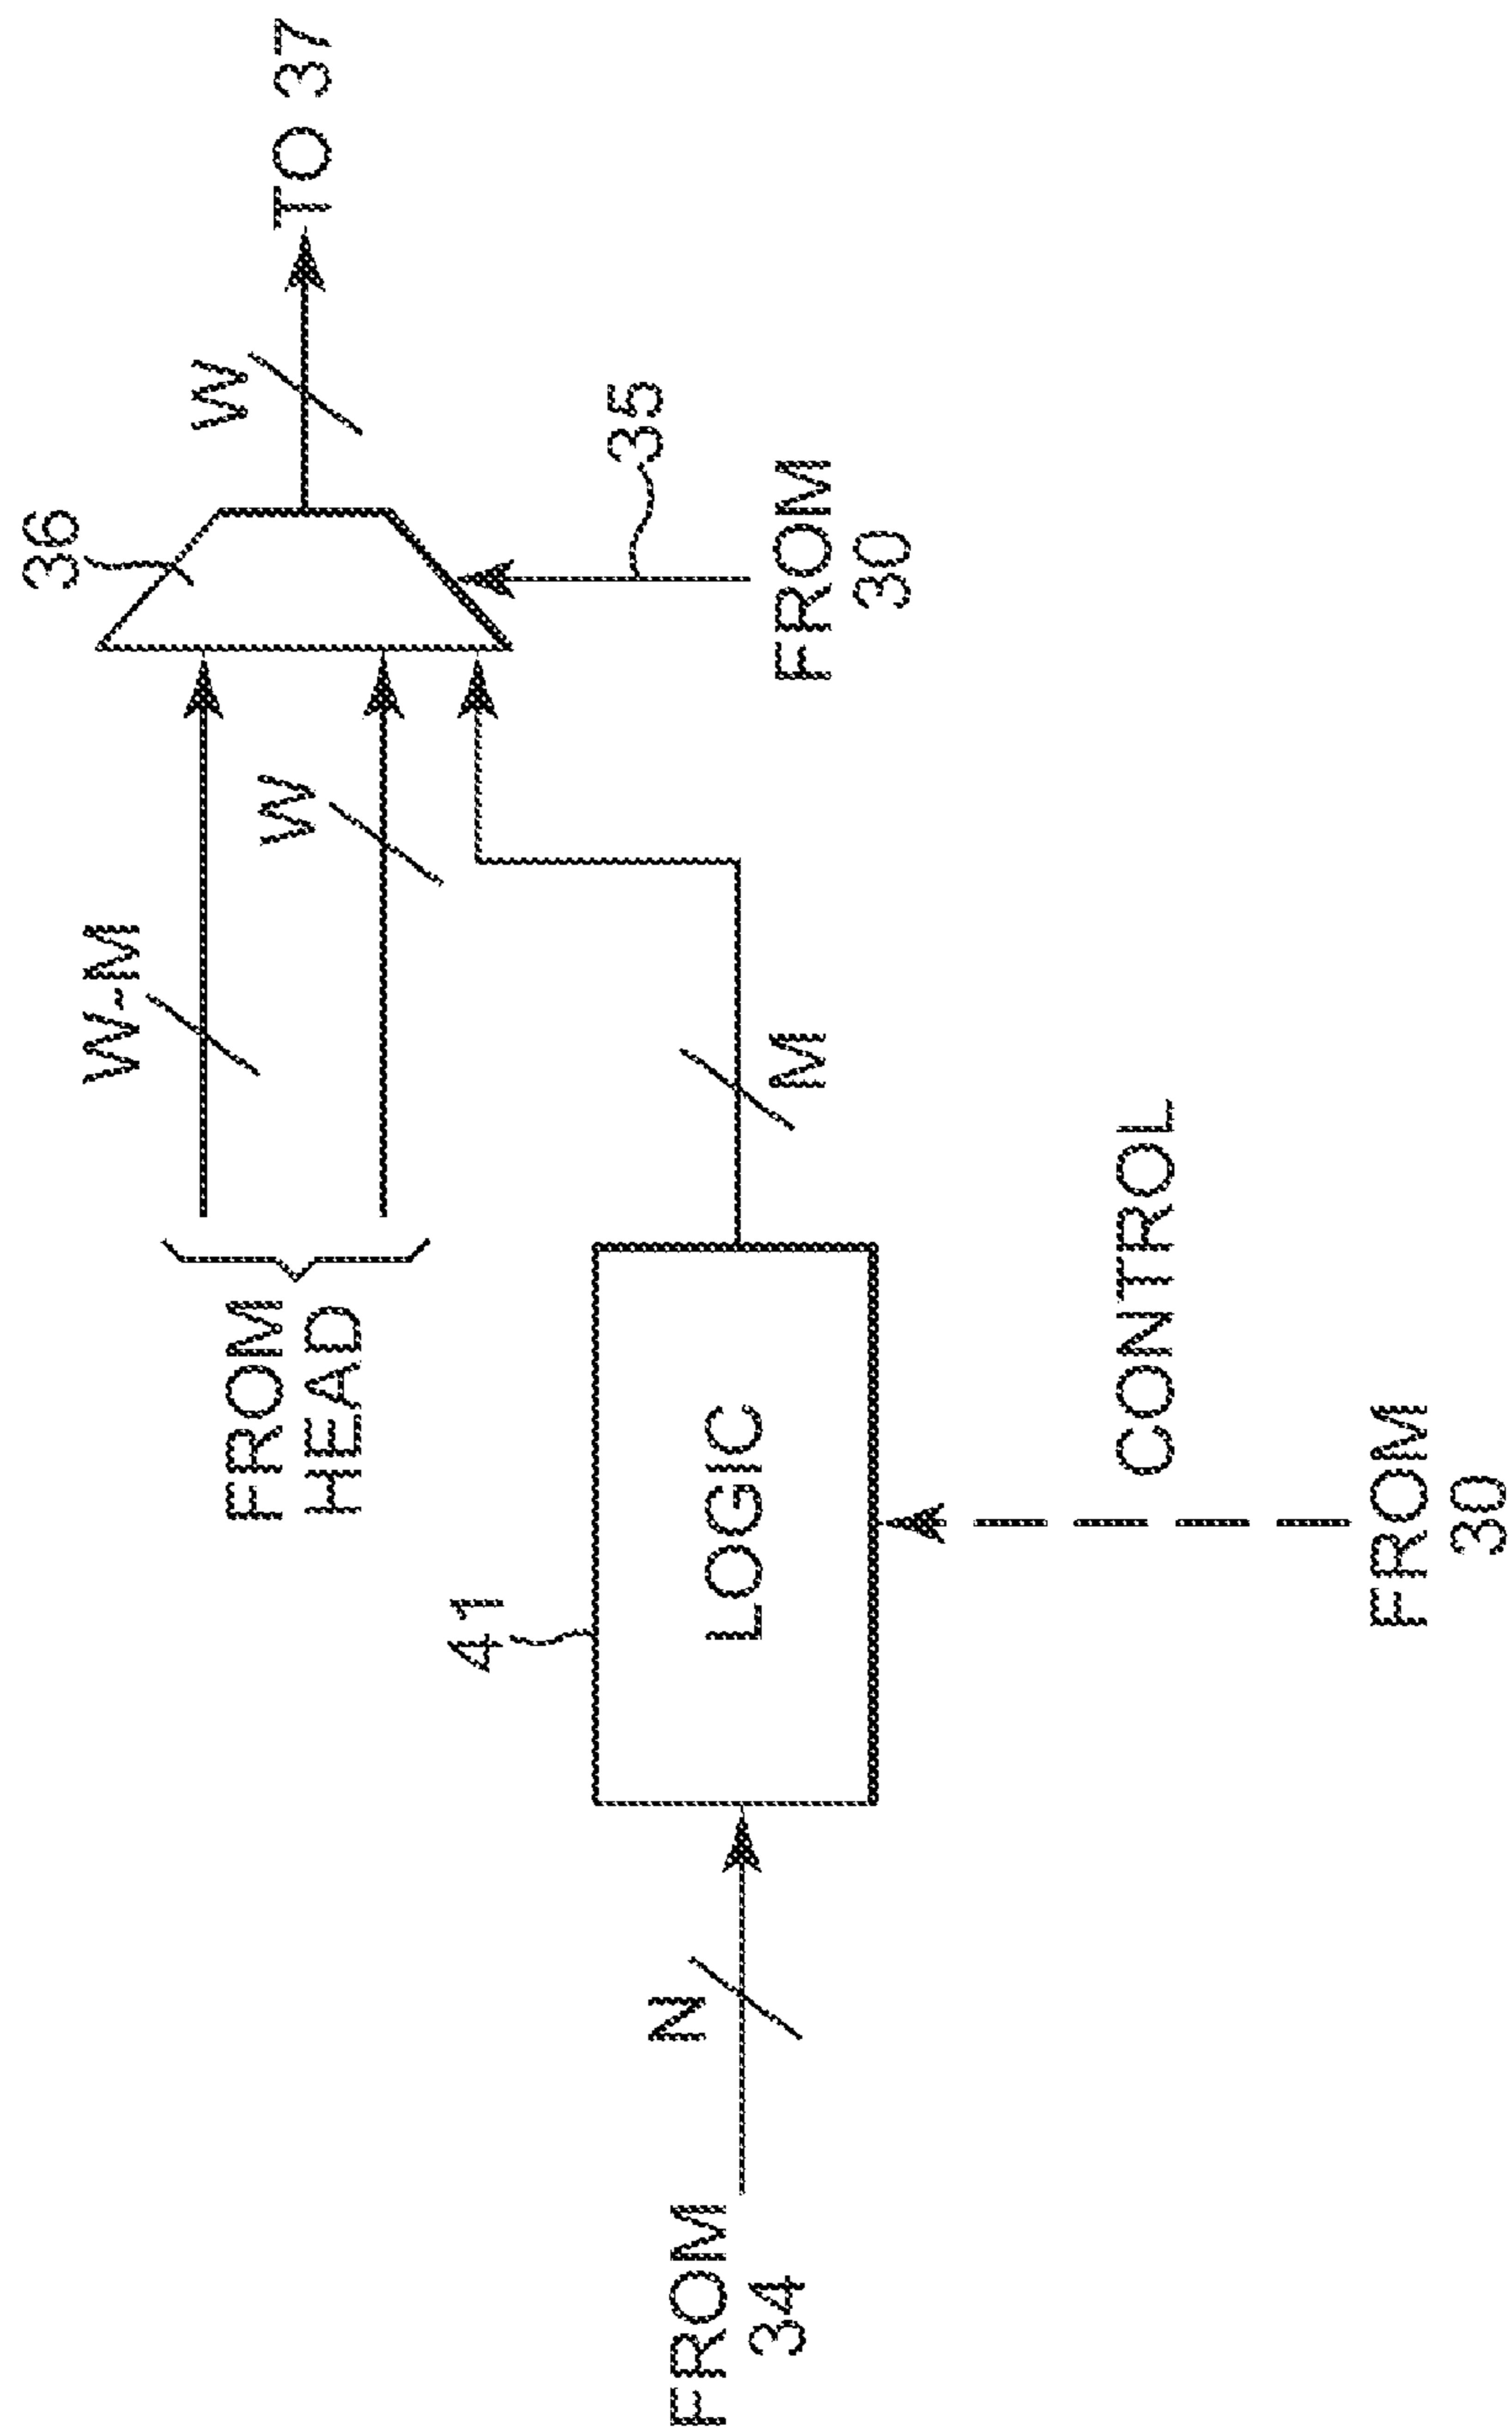 36
W
TO 37
W-M
W
35
FROM
HEAD
FROM
30
41
M
LOGIC
N
FROM
34
CONTROL
FROM
30